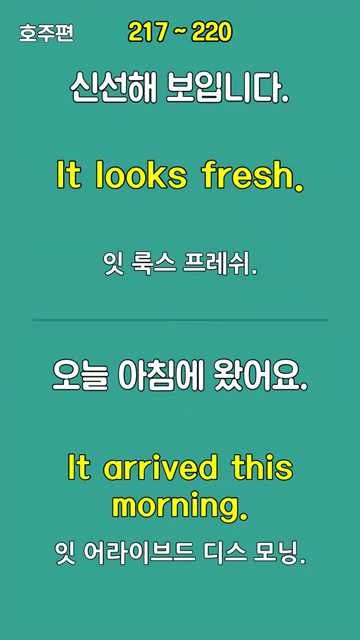 호주편 217 ~ 220
신선해 보입니다.
It looks fresh.
잇 룩스 프레쉬.
오늘 아침에 왔어요.
It arrived this
morning.
잇 어라이브드 디스 모닝.